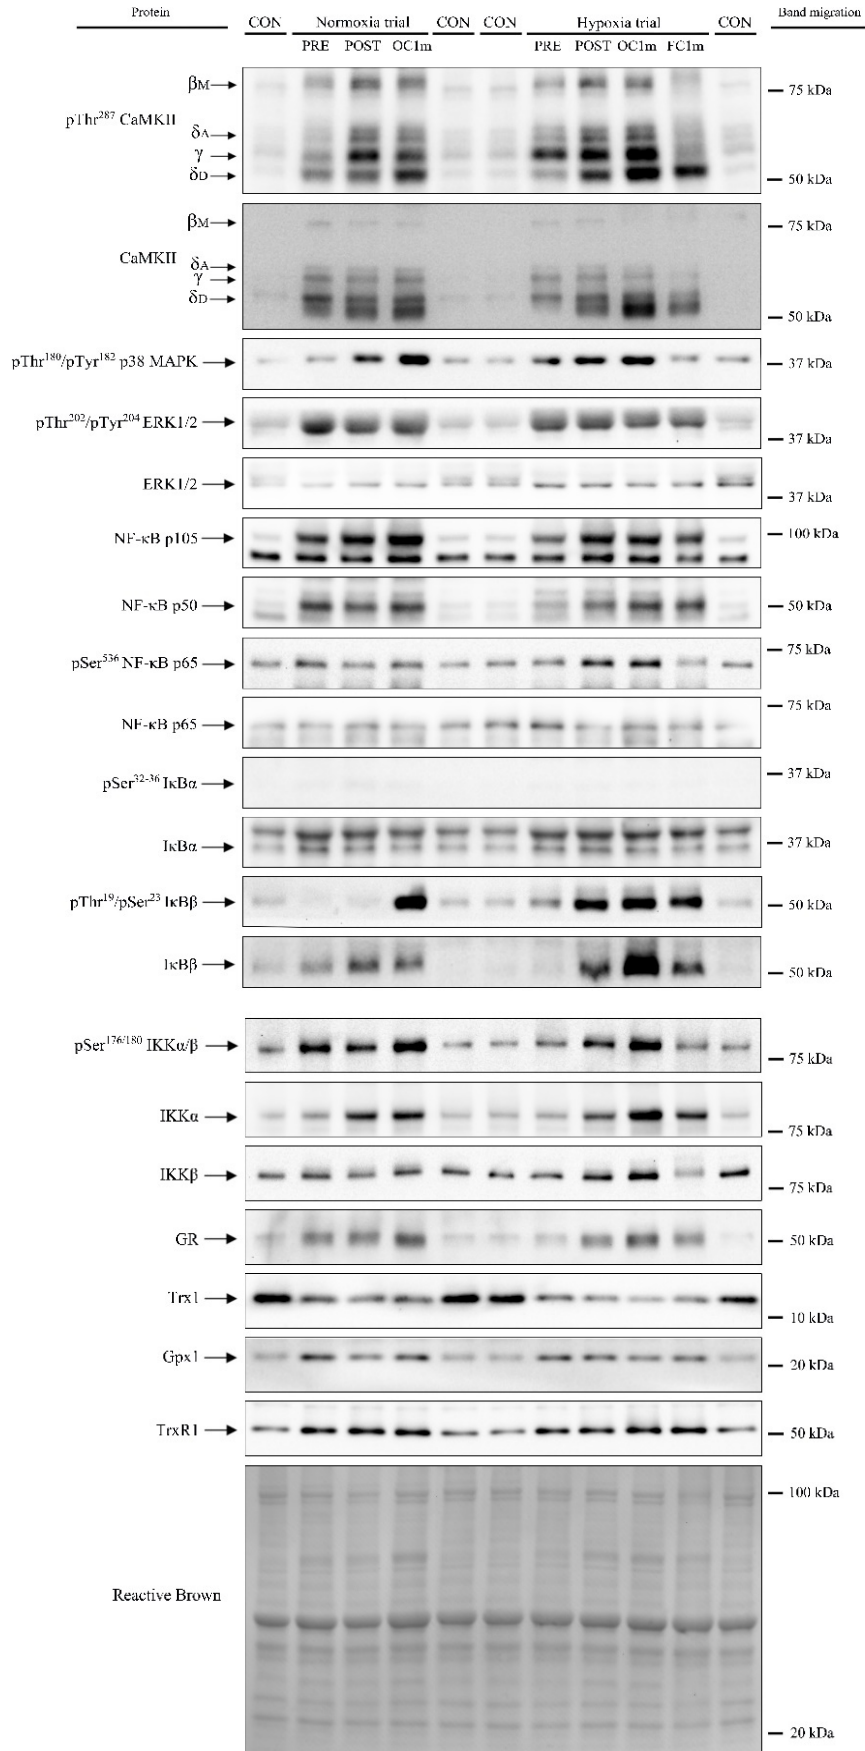 Protein
CON Normoxia trial CON CON Hypoxia trial CON
Band migration
PRE POST OC1m PRE POST OC1m FC1m
βM
75 kDa
pThr287 CaMKII
δA
γ
δD
50 kDa
βM
75 kDa
CaMKII
δA
γ
δD
50 kDa
pThr180/pTyr182 p38 MAPK
37 kDa
pThr202/pTyr204 ERK1/2
37 kDa
ERK1/2
37 kDa
NF-κB p105
100 kDa
NF-κB p50
50 kDa
pSer536 NF-κB p65
75 kDa
NF-κB p65
75 kDa
pSer32-36 IκBα
37 kDa
IκBα
37 kDa
pThr19/pSer23 IκBβ
50 kDa
IκBβ
50 kDa
pSer176/180 IKKα/β
75 kDa
IKKα
75 kDa
IKKβ
75 kDa
GR
50 kDa
Trx1
10 kDa
Gpx1
20 kDa
TrxR1
50 kDa
100 kDa
Reactive Brown
20 kDa